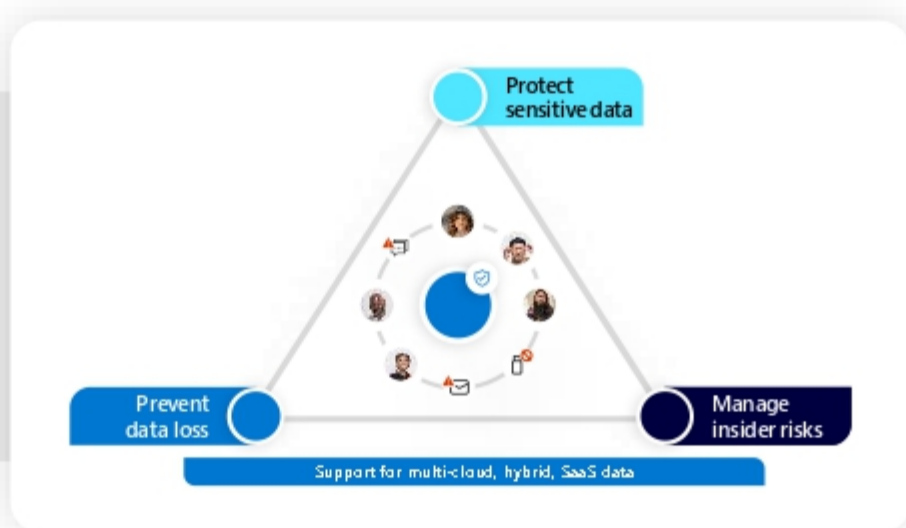 Protect
sensitive data
Prevent
data loss
Manage
insider risks
Support for multi-cloud, hybrid, SaaS data